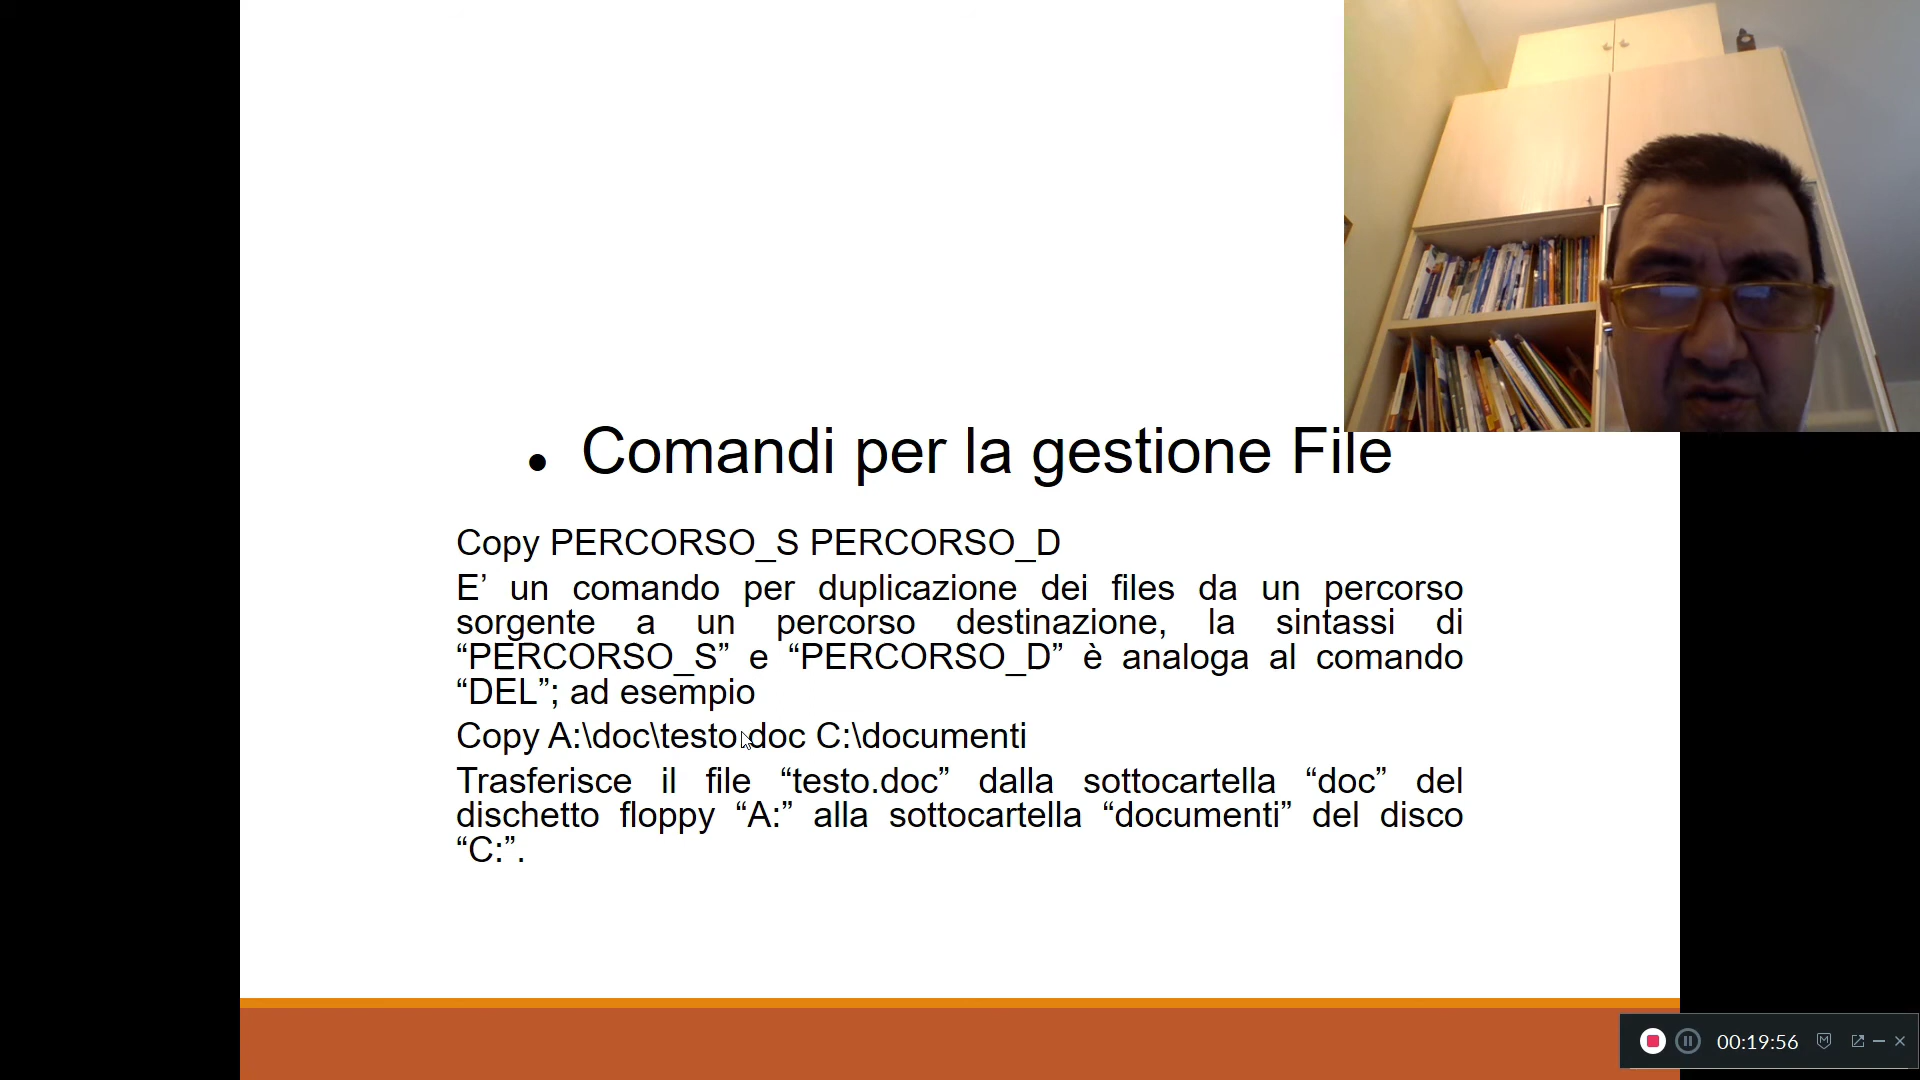 • Comandi per la gestione File
Copy PERCORSO_S PERCORSO_D
E’ un comando per duplicazione dei files da un percorso
sorgente a un percorso destinazione, la sintassi di
“PERCORSO_S” e “PERCORSO_D” è analoga al comando
“DEL”; ad esempio
Copy A:\doc\testo.doc C:\documenti
Trasferisce il file “testo.doc” dalla sottocartella “doc” del
dischetto floppy “A:” alla sottocartella “documenti” del disco
“C:”.
00:19:56